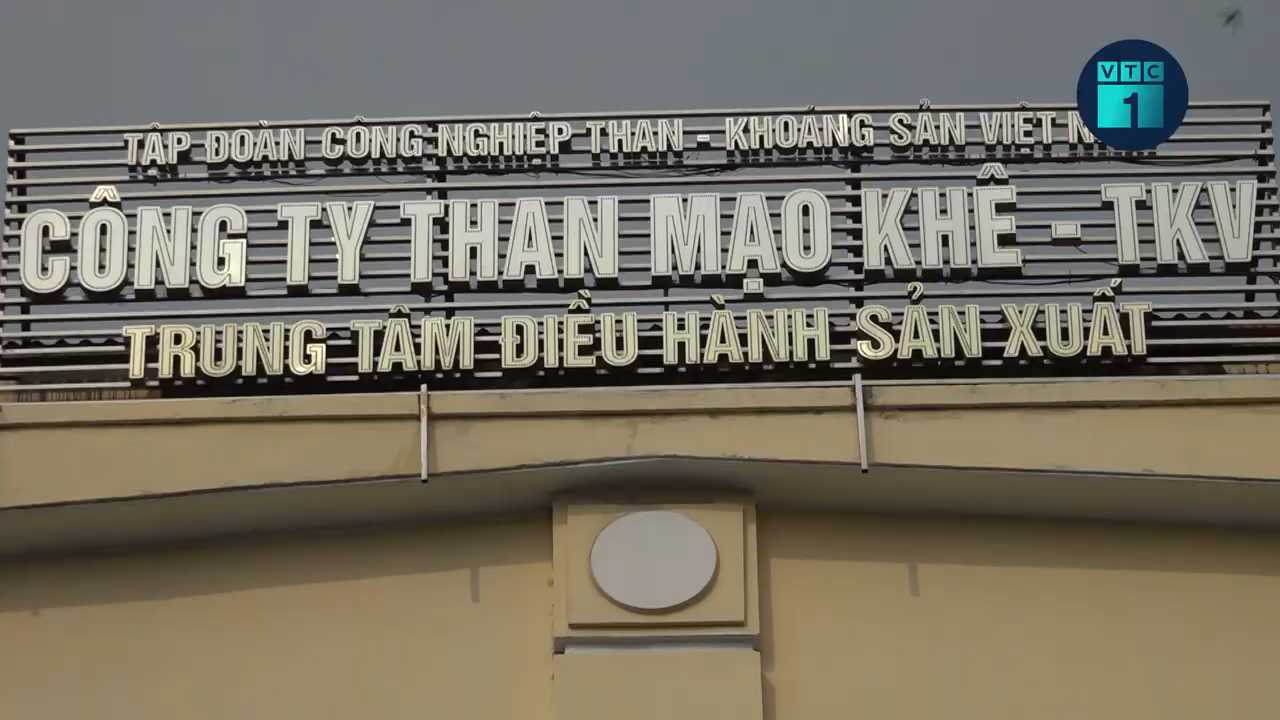 VTC
1
TẬP ĐOÀN CÔNG NGHIỆP THAN - KHOÁNG SẢN VIỆT
CÔNG TY THAN MẠO KHÊ - TKV
TRUNG TÂM ĐIỀU HÀNH SẢN XUẤT